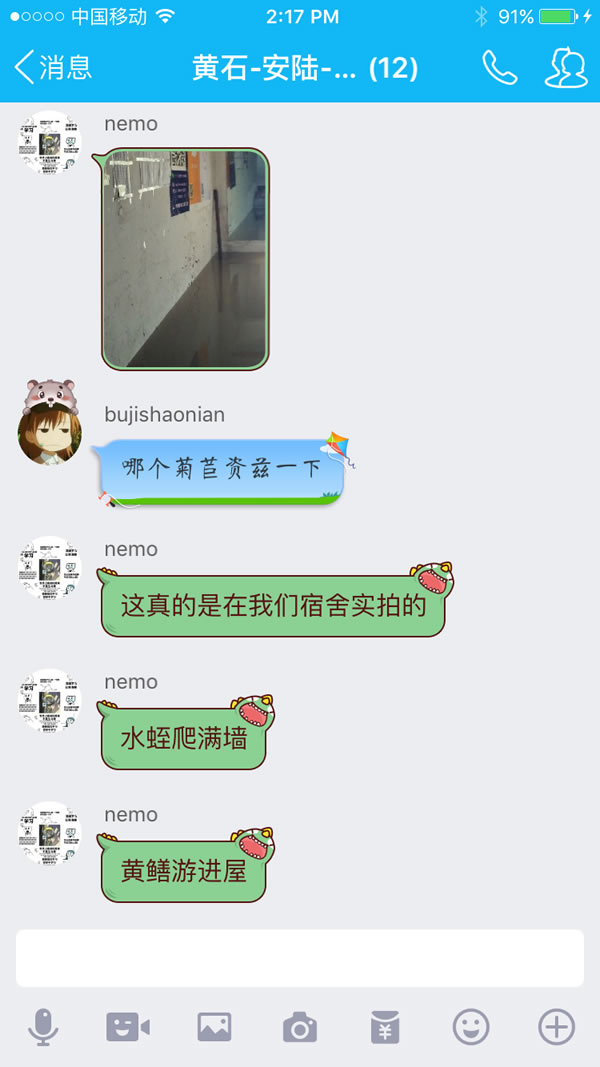 中国移动 2:17 PM 91%
消息 黄石-安陆-... (12)
nemo
bujishaonian
哪个菊苣资兹一下
nemo
这真的是在我们宿舍实拍的
nemo
水蛭爬满墙
nemo
黄鳝游进屋